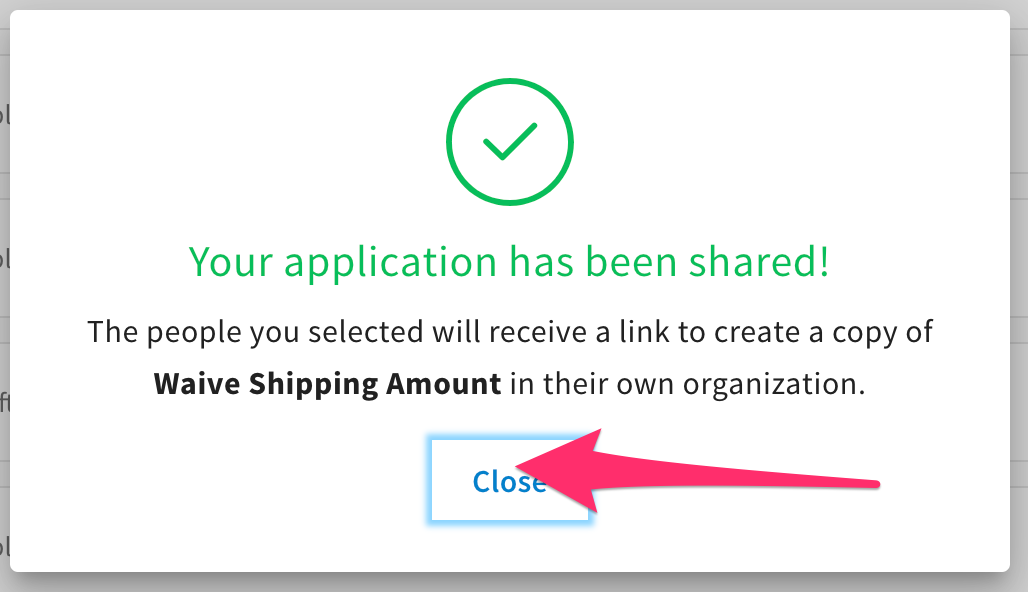 Your application has been shared!
The people you selected will receive a link to create a copy of
Waive Shipping Amount in their own organization.
Close